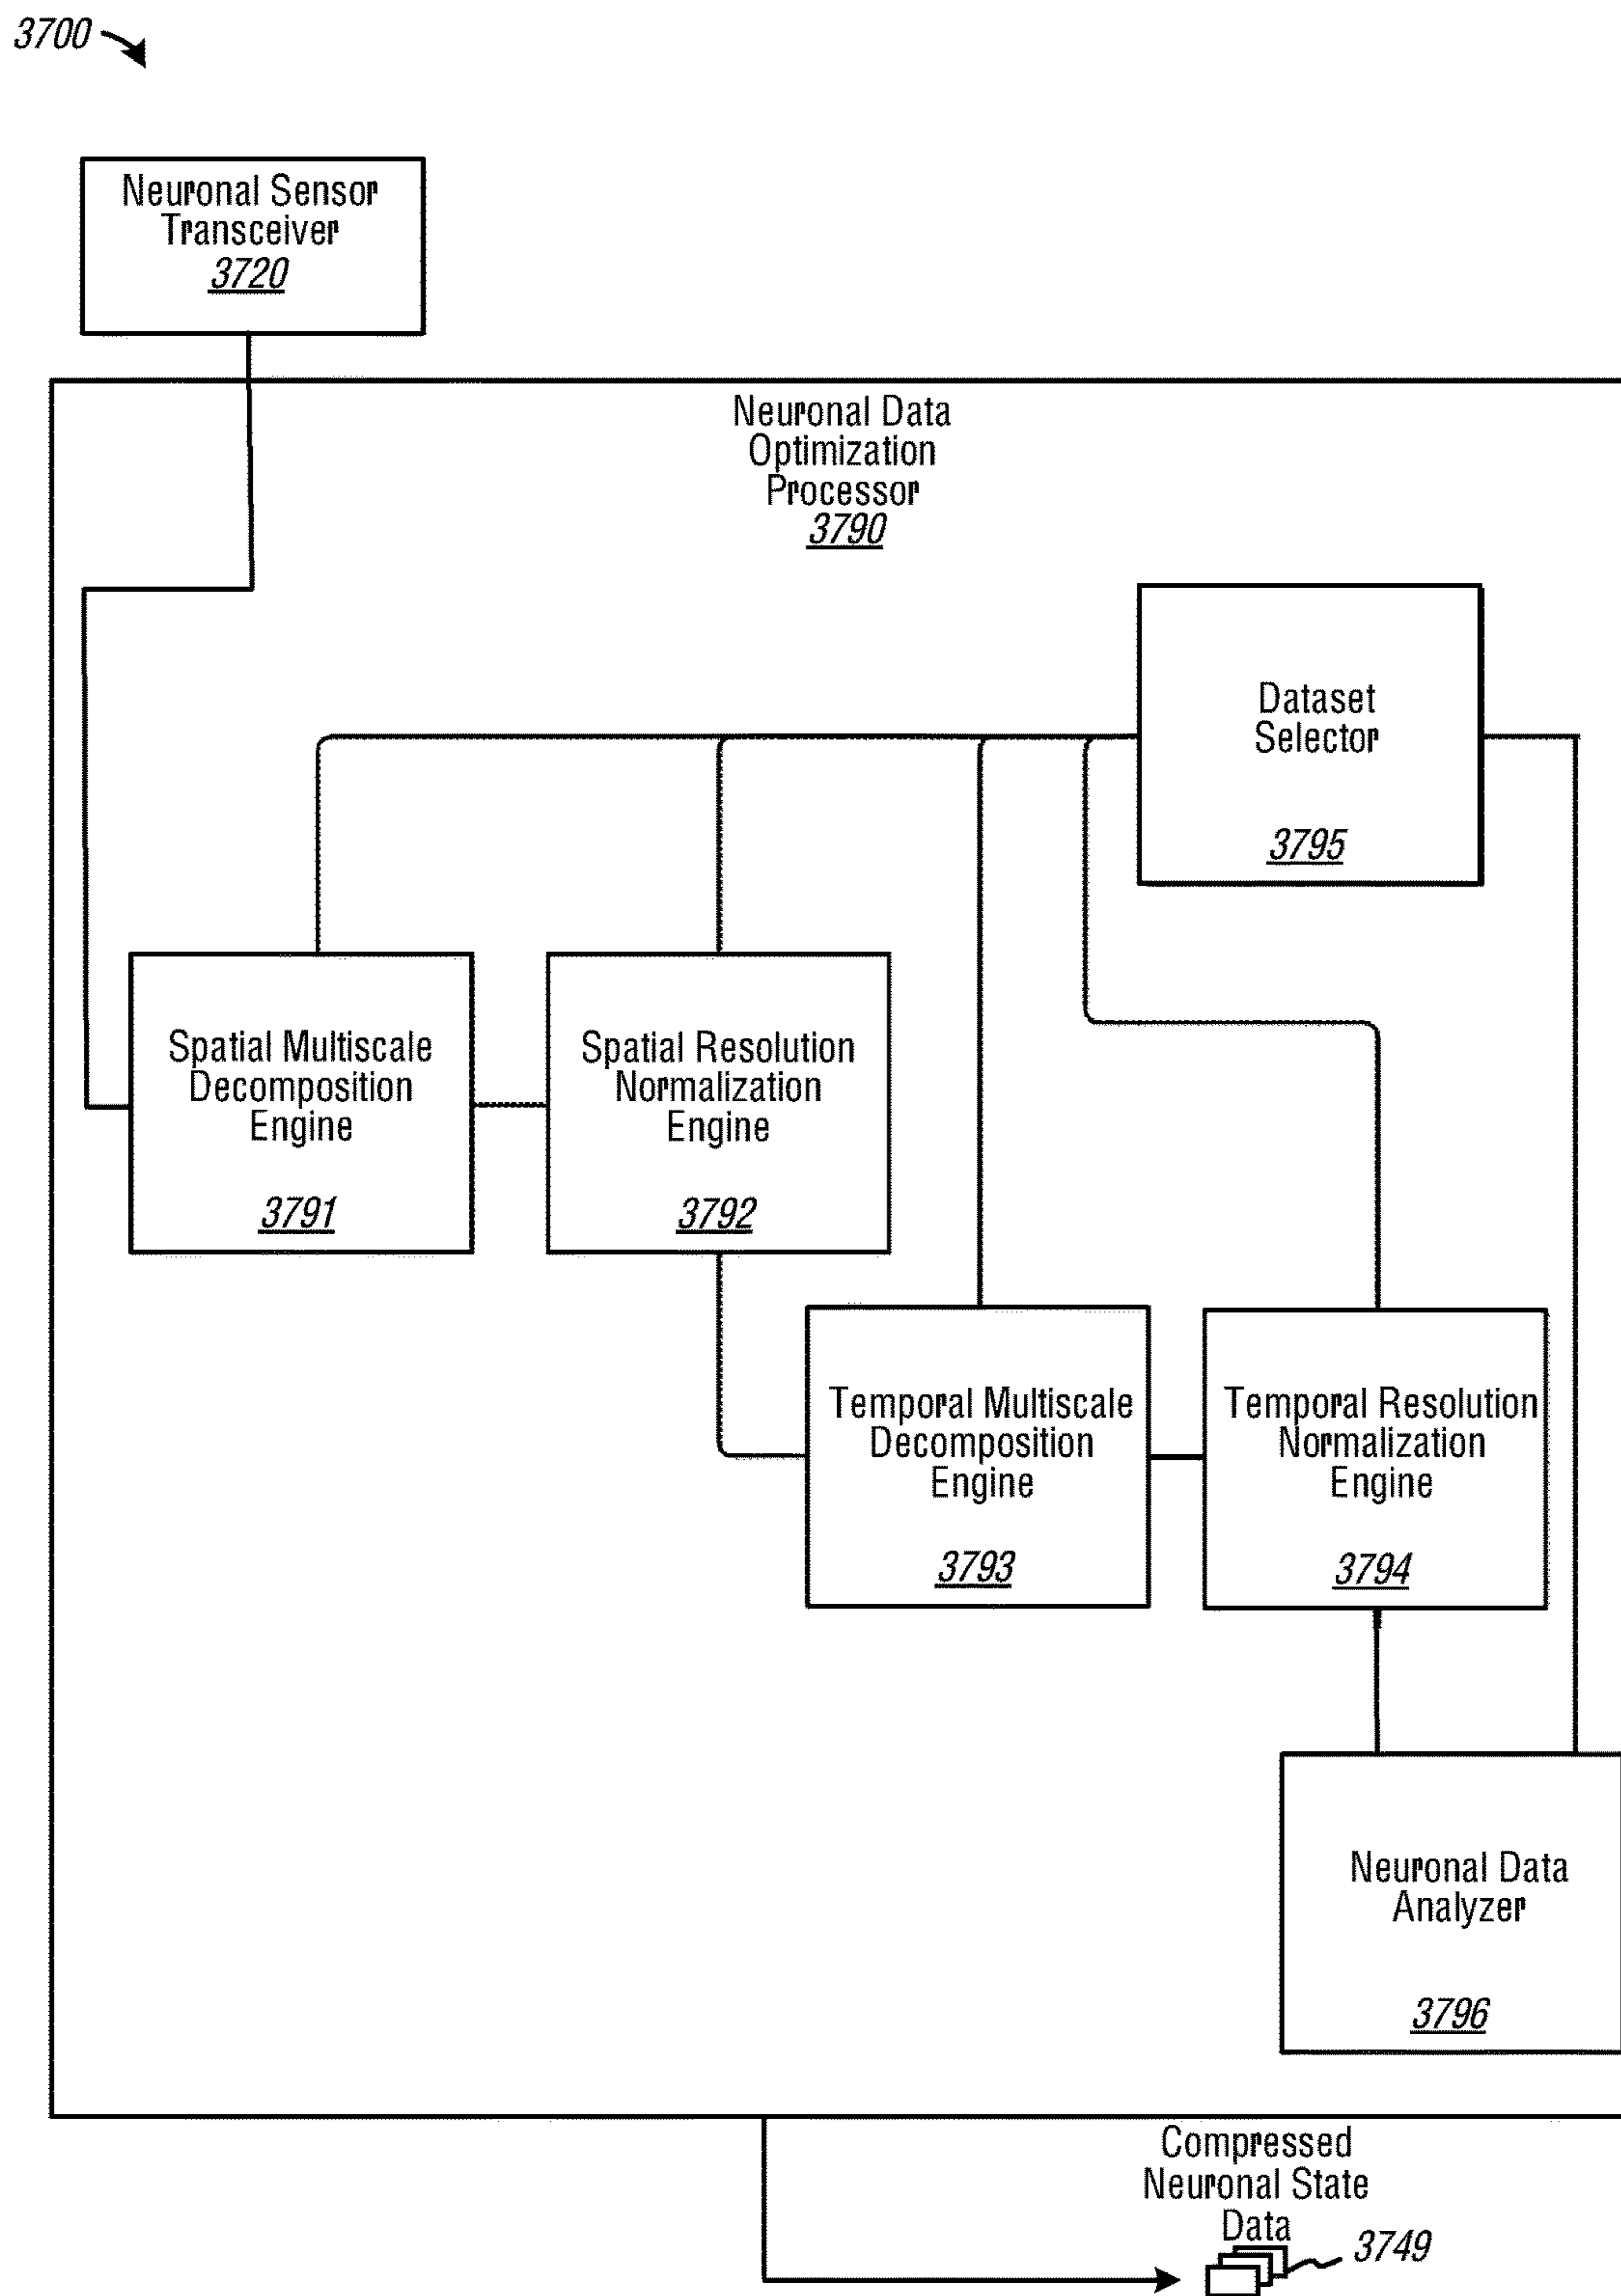 3700
Neuronal Sensor
Transceiver
3720
Neuronal Data
Optimization
Processor
3790
Dataset
Selector
3795
Spatial Multiscale
Decomposition
Engine
3791
Spatial Resolution
Normalization
Engine
3792
Temporal Multiscale
Decomposition
Engine
3793
Temporal Resolution
Normalization
Engine
3794
Neuronal Data
Analyzer
3796
Compressed
Neuronal State
Data
3749